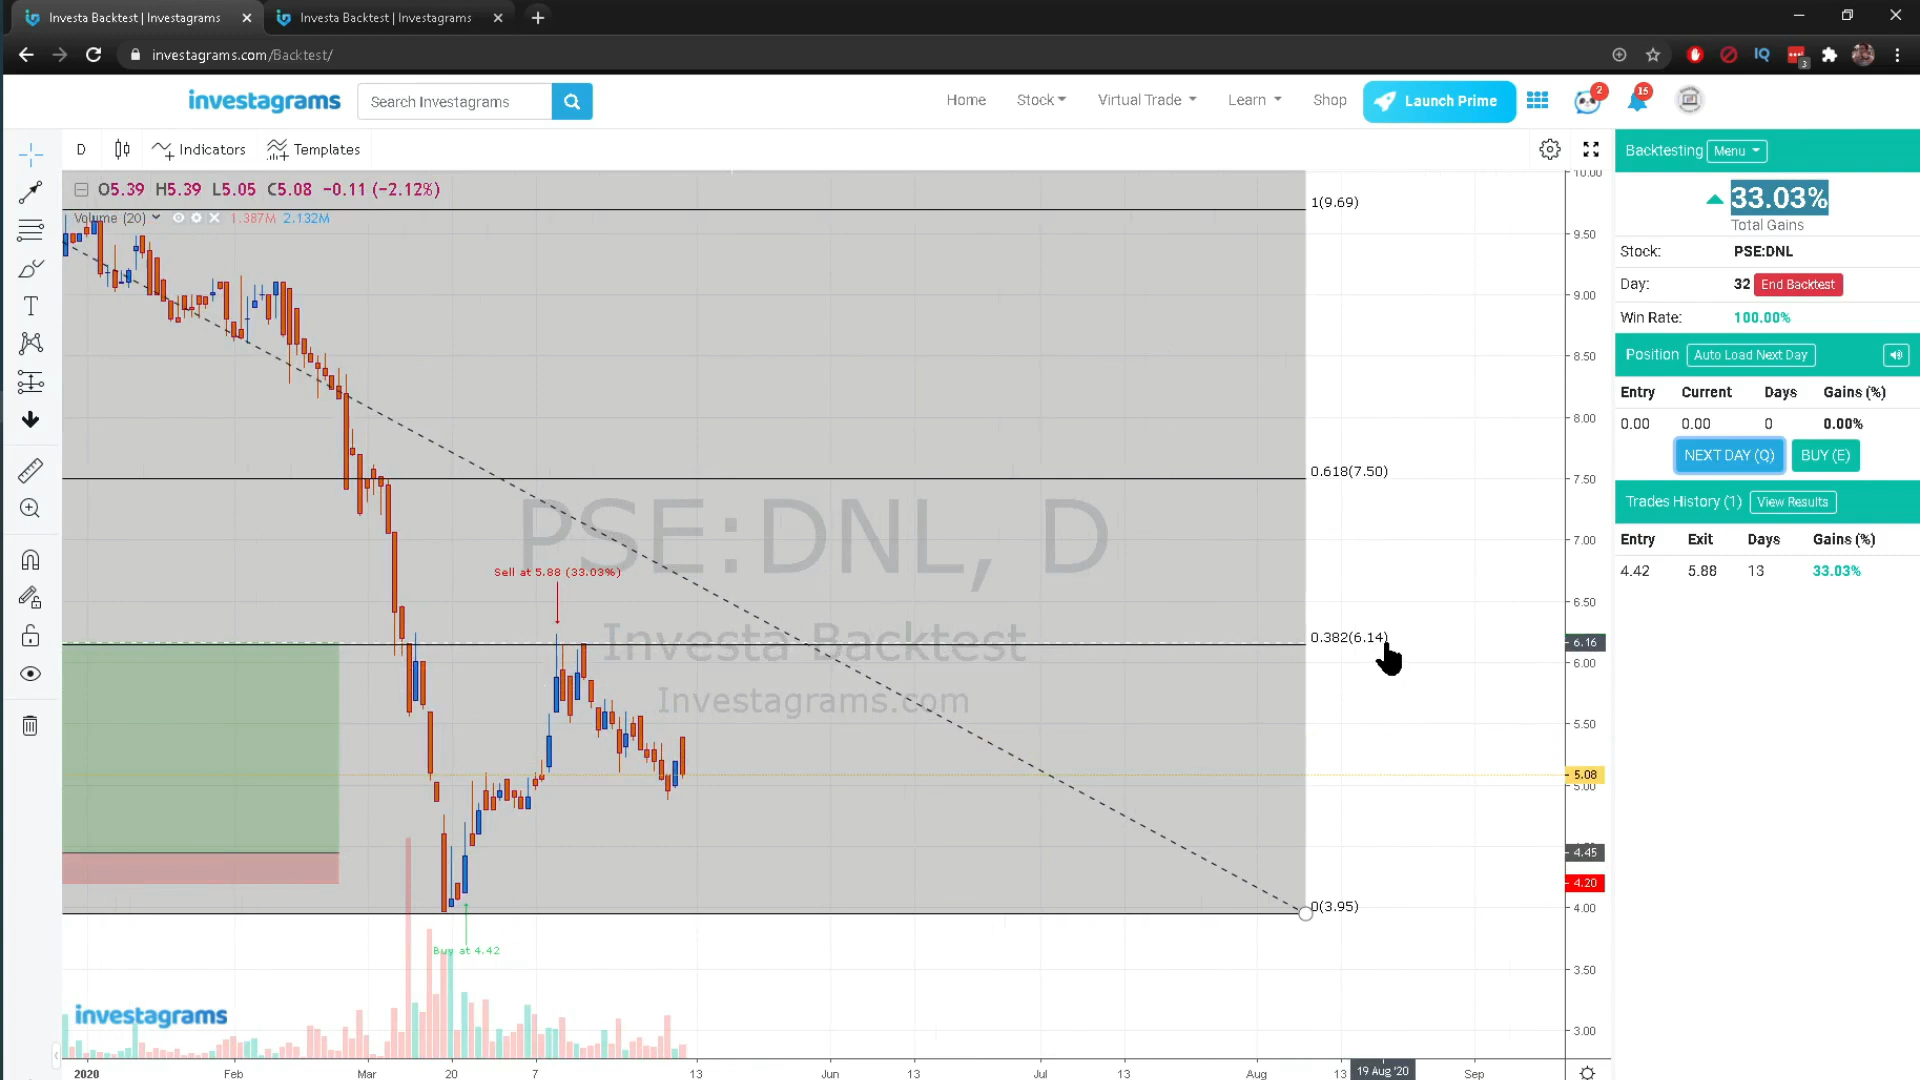 Investa Backtest | Investagrams
Investa Backtest | Investagrams
investagrams.com/Backtest/
IQ
3
investagrams
Search Investagrams
Home
Stock
Virtual Trade
Learn
Shop
Launch Prime
2
15
D
Indicators
Templates
O5.39 H5.39 L5.05 C5.08 -0.11 (-2.12%)
Volume (20) 1.387M 2.132M
1(9.69)
0.618(7.50)
0.382(6.14)
0(3.95)
PSE:DNL, D
Investa Backtest
Investagrams.com
Sell at 5.88 (33.03%)
Buy at 4.42
investagrams
10.00
9.50
9.00
8.50
8.00
7.50
7.00
6.50
6.16
6.00
5.50
5.08
5.00
4.45
4.20
4.00
3.50
3.00
2020
Feb
Mar
20
7
13
Jun
13
Jul
13
Aug
13
19 Aug '20
Sep
Backtesting Menu
33.03%
Total Gains
Stock: PSE:DNL
Day: 32 End Backtest
Win Rate: 100.00%
Position Auto Load Next Day
Entry Current Days Gains (%)
0.00 0.00 0 0.00%
NEXT DAY (Q) BUY (E)
Trades History (1) View Results
Entry Exit Days Gains (%)
4.42 5.88 13 33.03%